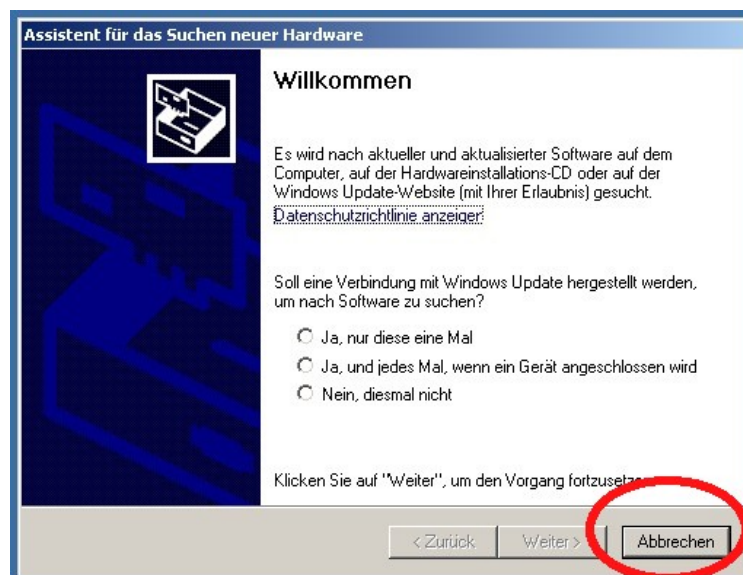 Assistent für das Suchen neuer Hardware
Willkommen
Es wird nach aktueller und aktualisierter Software auf dem
Computer, auf der Hardwareinstallations-CD oder auf der
Windows Update-Website (mit Ihrer Erlaubnis) gesucht.
Datenschutzrichtlinie anzeigen
Soll eine Verbindung mit Windows Update hergestellt werden,
um nach Software zu suchen?
Ja, nur diese eine Mal
Ja, und jedes Mal, wenn ein Gerät angeschlossen wird
Nein, diesmal nicht
Klicken Sie auf "Weiter", um den Vorgang fortzusetzen.
< Zurück
Weiter >
Abbrechen